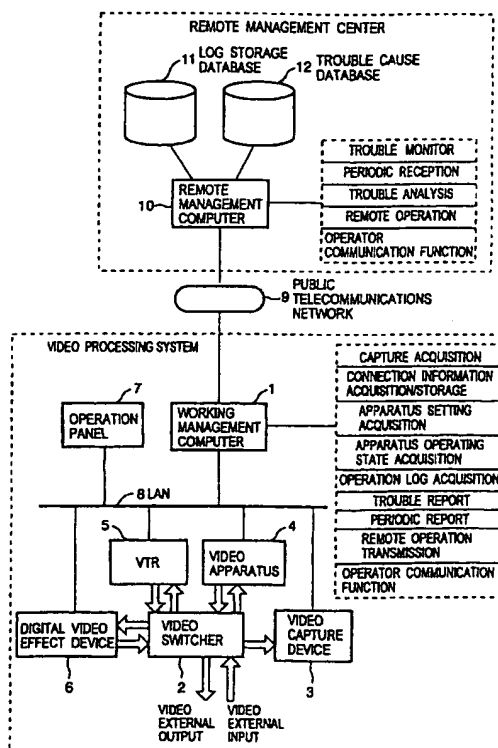 REMOTE MANAGEMENT CENTER
11
LOG STORAGE
DATABASE
12
TROUBLE CAUSE
DATABASE
TROUBLE MONITOR
PERIODIC RECEPTION
TROUBLE ANALYSIS
REMOTE OPERATION
OPERATOR
COMMUNICATION FUNCTION
REMOTE
MANAGEMENT
COMPUTER
10
PUBLIC
TELECOMMUNICATIONS
NETWORK
9
VIDEO PROCESSING SYSTEM
7
OPERATION
PANEL
1
WORKING
MANAGEMENT
COMPUTER
CAPTURE ACQUISITION
CONNECTION INFORMATION
ACQUISITION/STORAGE
APPARATUS SETTING
ACQUISITION
APPARATUS OPERATING
STATE ACQUISITION
OPERATION LOG ACQUISITION
TROUBLE REPORT
PERIODIC REPORT
REMOTE OPERATION
TRANSMISSION
OPERATOR COMMUNICATION
FUNCTION
8 LAN
5
VTR
4
VIDEO
APPARATUS
DIGITAL VIDEO
EFFECT DEVICE
6
VIDEO
SWITCHER
2
VIDEO
CAPTURE
DEVICE
3
VIDEO
EXTERNAL
OUTPUT
VIDEO
EXTERNAL
INPUT